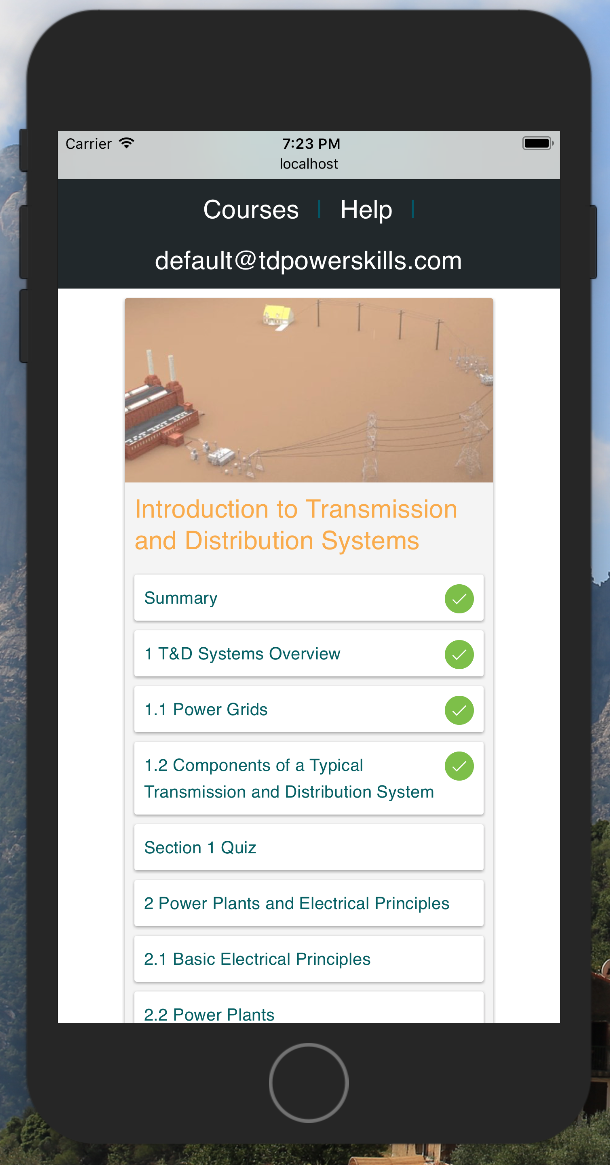 Carrier 7:23 PM
localhost
Courses | Help |
default@tdpowerskills.com
Introduction to Transmission
and Distribution Systems
Summary
1 T&D Systems Overview
1.1 Power Grids
1.2 Components of a Typical
Transmission and Distribution System
Section 1 Quiz
2 Power Plants and Electrical Principles
2.1 Basic Electrical Principles
2.2 Power Plants